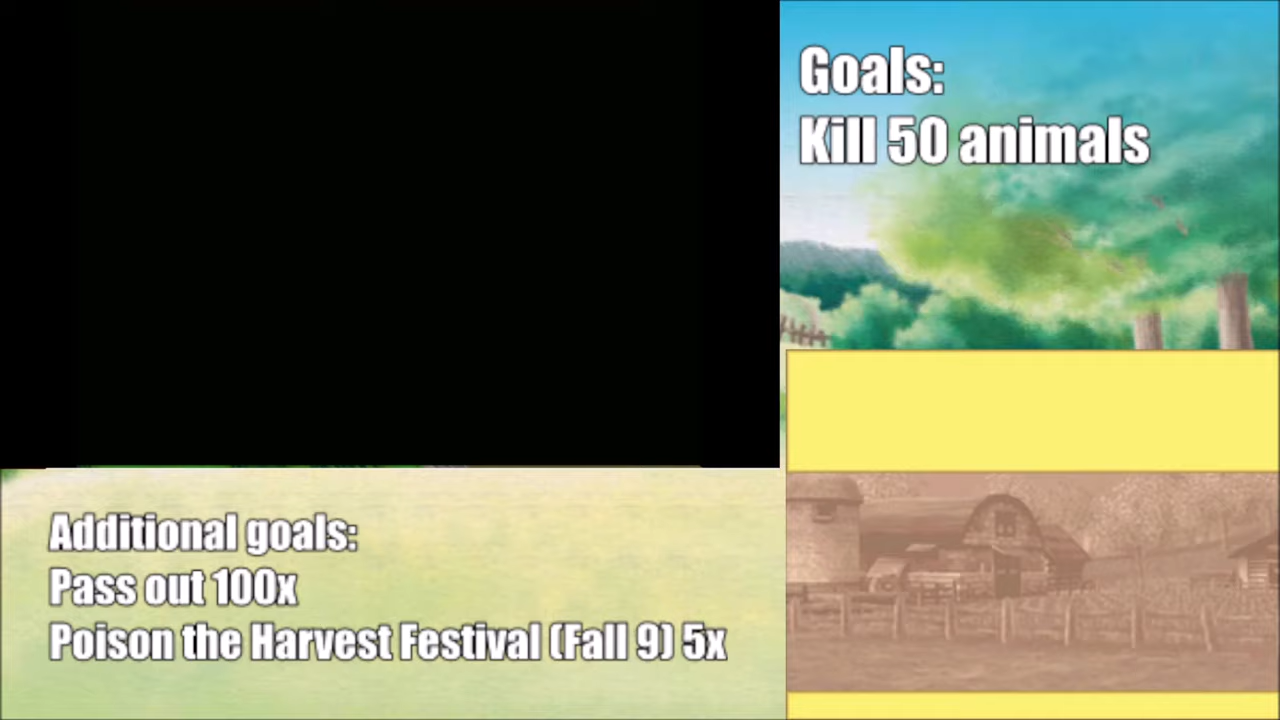 Goals:
Kill 50 animals
Additional goals:
Pass out 100x
Poison the Harvest Festival (Fall 9) 5x